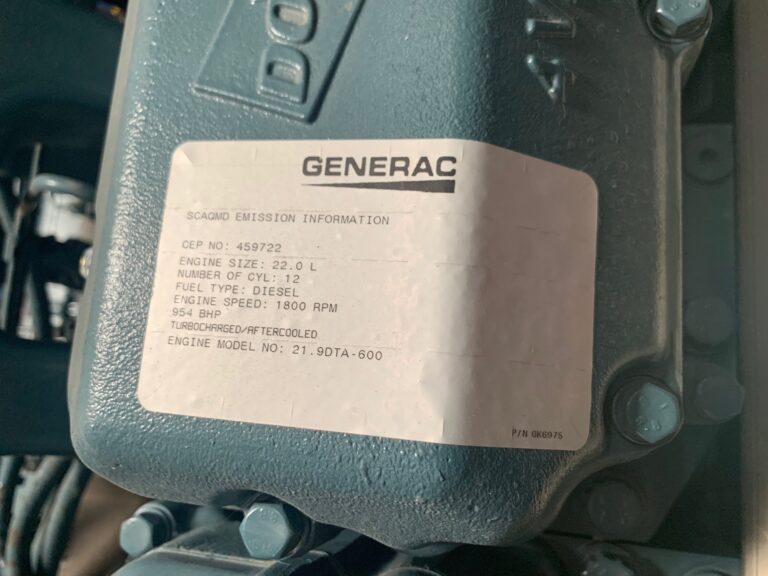 GENERAC
SCAQMD EMISSION INFORMATION
CEP NO: 459722
ENGINE SIZE: 22.0 L
NUMBER OF CYL: 12
FUEL TYPE: DIESEL
ENGINE SPEED: 1800 RPM
954 BHP
TURBOCHARGED/AFTERCOOLED
ENGINE MODEL NO: 21.9DTA-600
P/N 0K6975